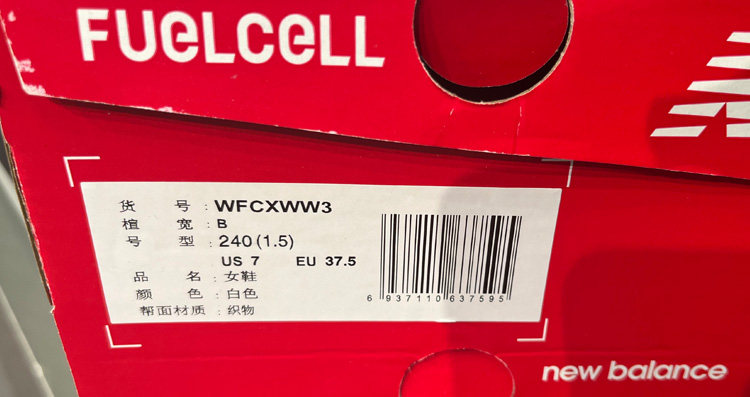 FUELCELL
货 号 : WFCXWW3
楦 宽 : B
号 型 : 240 (1.5)
US 7 EU 37.5
品 名 : 女鞋
颜 色 : 白色
帮面材质 : 织物
6 937110 637595
new balance